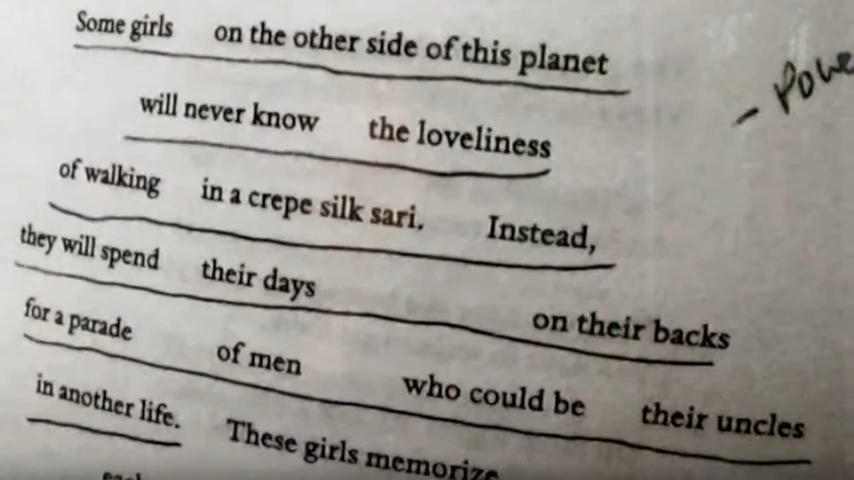 Some girls on the other side of this planet
will never know the loveliness
of walking in a crepe silk sari. Instead,
they will spend their days on their backs
for a parade of men who could be their uncles
in another life. These girls memorize